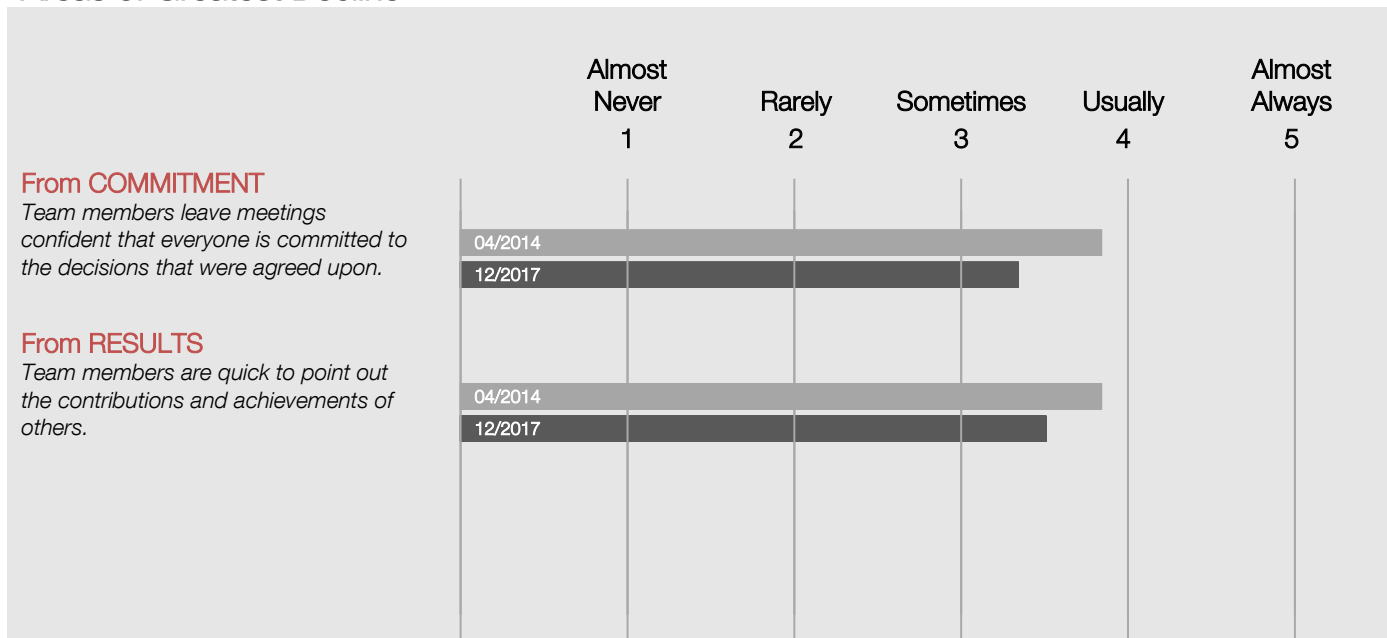 Almost
Never
Rarely
Sometimes
Usually
Almost
Always
1
2
3
4
5
From COMMITMENT
Team members leave meetings
confident that everyone is committed to
the decisions that were agreed upon.
04/2014
12/2017
From RESULTS
Team members are quick to point out
the contributions and achievements of
others.
04/2014
12/2017